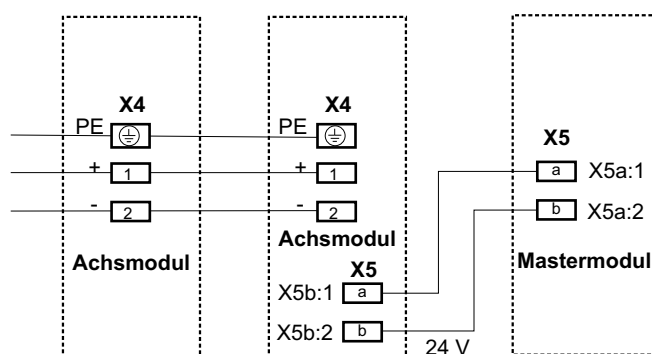 X4 X4
PE PE X5
+ 1 + 1 a X5a:1
- 2 - 2 b X5a:2
Achsmodul
Achsmodul Mastermodul
X5
X5b:1 a
X5b:2 b
24 V